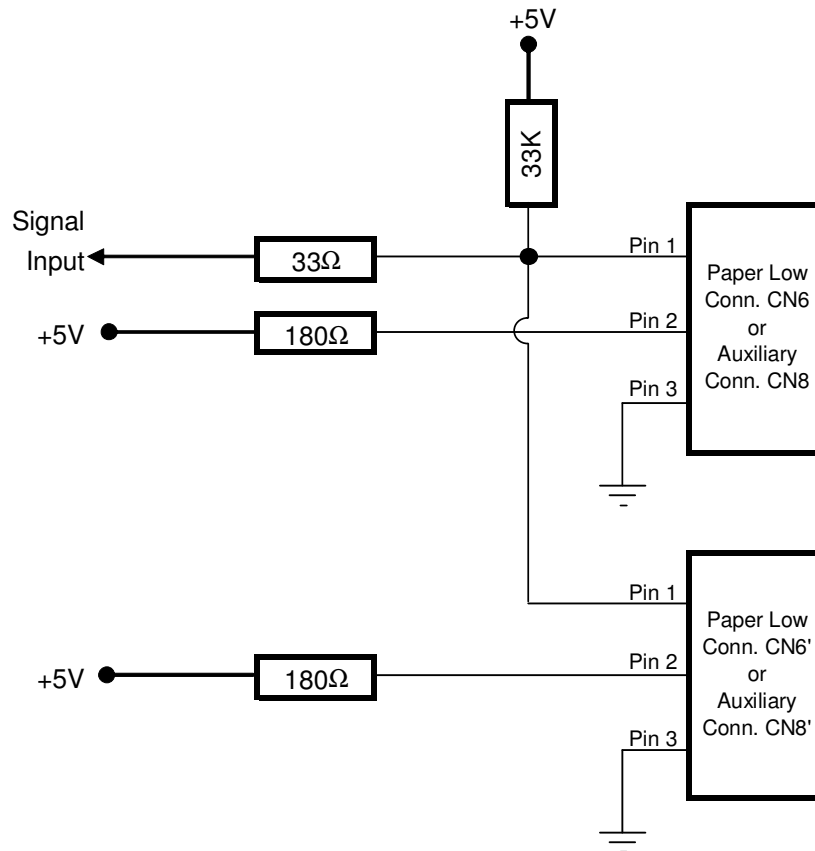 +5V
33K
Signal
Input
33Ω
Pin 1
+5V
180Ω
Pin 2
Pin 3
Paper Low
Conn. CN6
or
Auxiliary
Conn. CN8
Pin 1
+5V
180Ω
Pin 2
Pin 3
Paper Low
Conn. CN6'
or
Auxiliary
Conn. CN8'